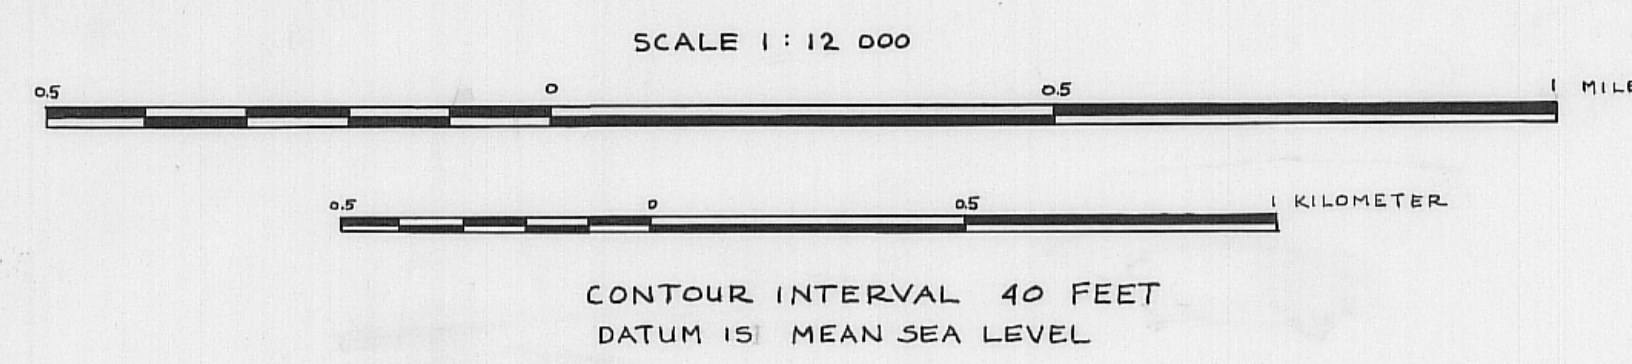 SCALE 1 : 12 000
0.5 0 0.5 1 MILE
0.5 0 0.5 1 KILOMETER
CONTOUR INTERVAL 40 FEET
DATUM IS MEAN SEA LEVEL